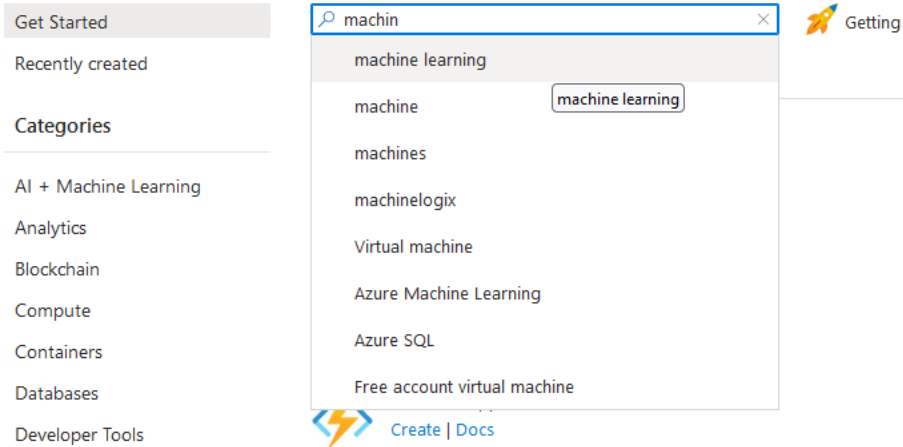 Get Started
Recently created
Categories
AI + Machine Learning
Analytics
Blockchain
Compute
Containers
Databases
Developer Tools
machin
machine learning
machine learning
machine
machines
machinelogix
Virtual machine
Azure Machine Learning
Azure SQL
Free account virtual machine
Create | Docs
Getting